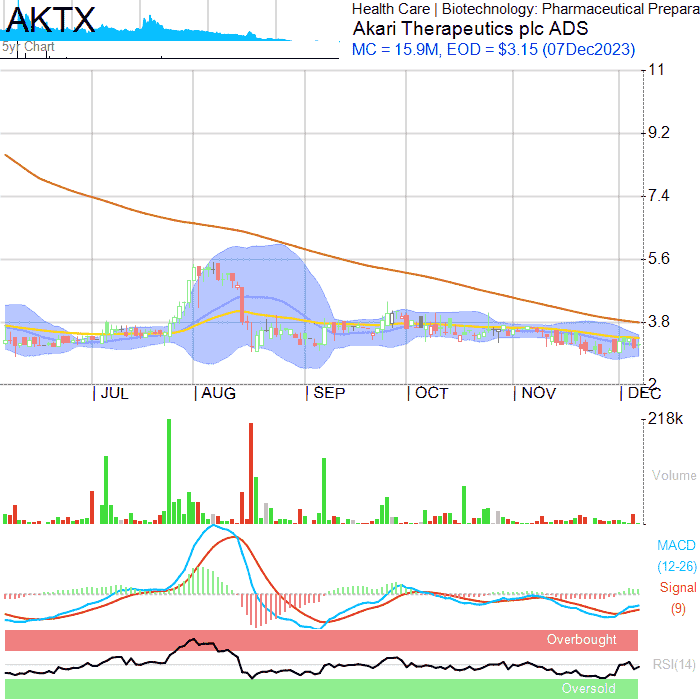 AKTX
5yr Chart
Health Care | Biotechnology: Pharmaceutical Prepara
Akari Therapeutics plc ADS
MC = 15.9M, EOD = $3.15 (07Dec2023)
11
9.2
7.4
5.6
3.8
2
JUL AUG SEP OCT NOV DEC
218k
Volume
MACD
(12-26)
Signal
(9)
Overbought
RSI(14)
Oversold